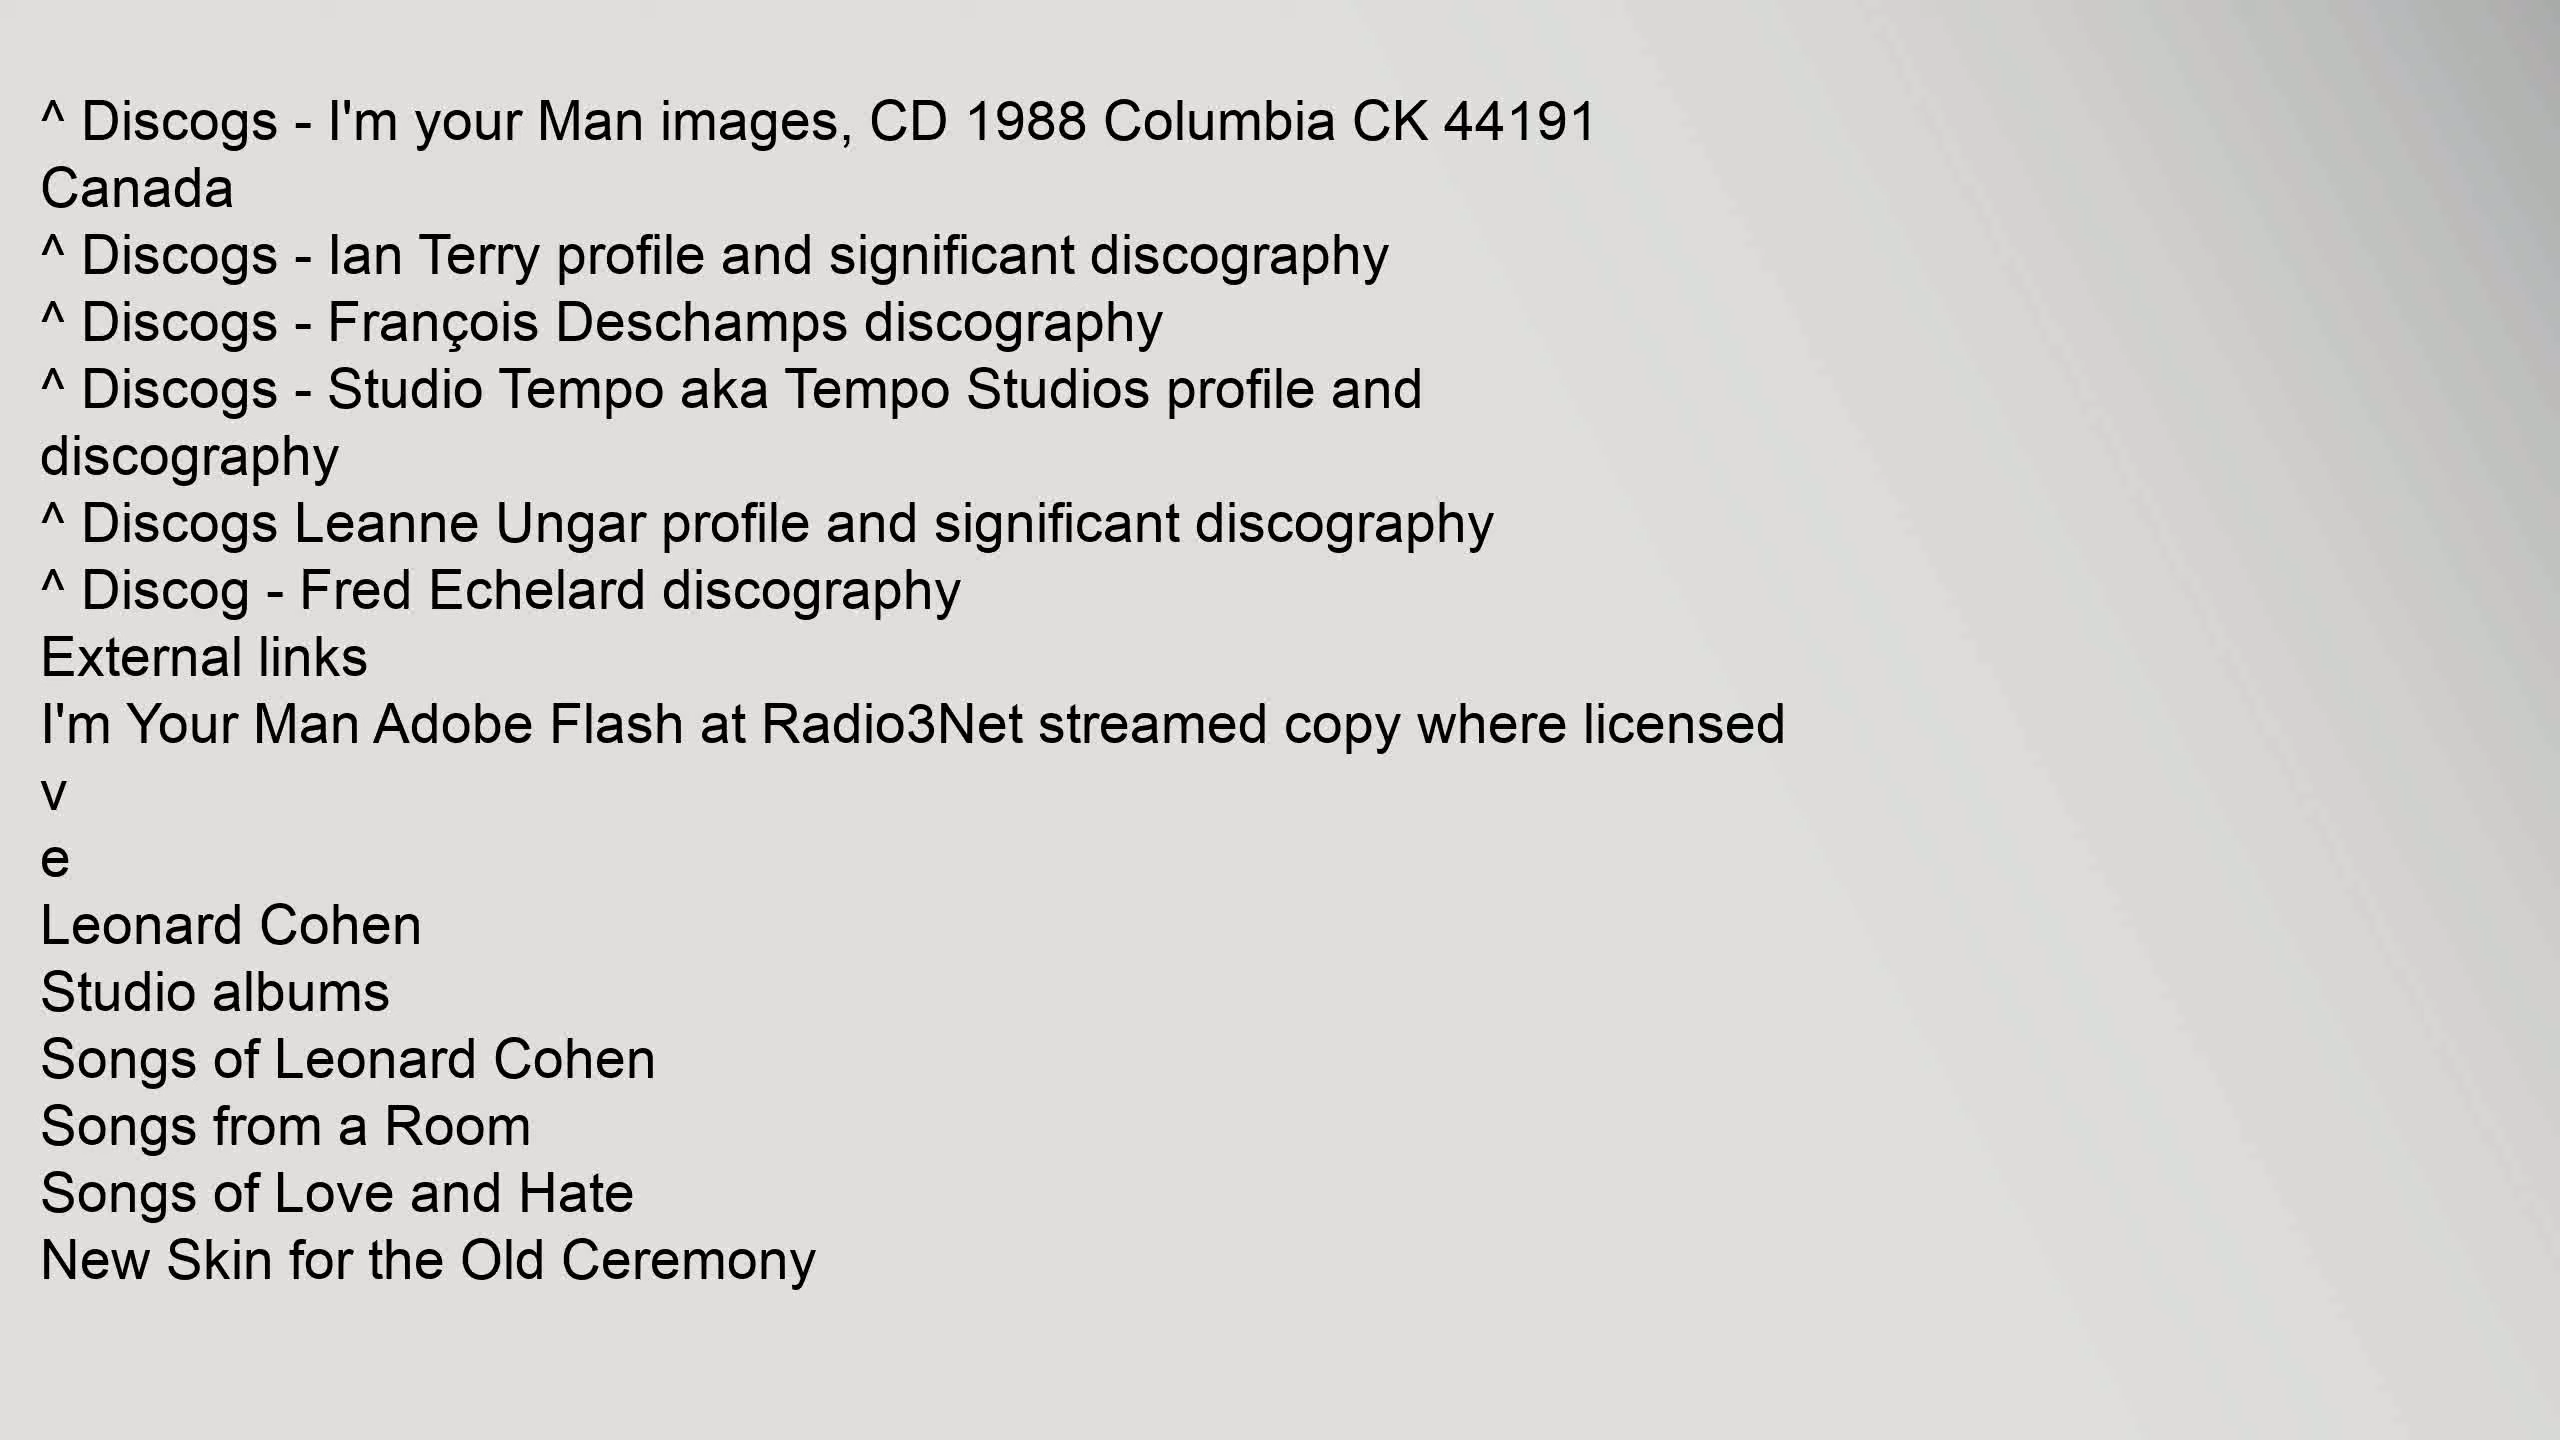 ^ Discogs - I'm your Man images, CD 1988 Columbia CK 44191
Canada
^ Discogs - Ian Terry profile and significant discography
^ Discogs - François Deschamps discography
^ Discogs - Studio Tempo aka Tempo Studios profile and
discography
^ Discogs Leanne Ungar profile and significant discography
^ Discog - Fred Echelard discography
External links
I'm Your Man Adobe Flash at Radio3Net streamed copy where licensed
v
e
Leonard Cohen
Studio albums
Songs of Leonard Cohen
Songs from a Room
Songs of Love and Hate
New Skin for the Old Ceremony